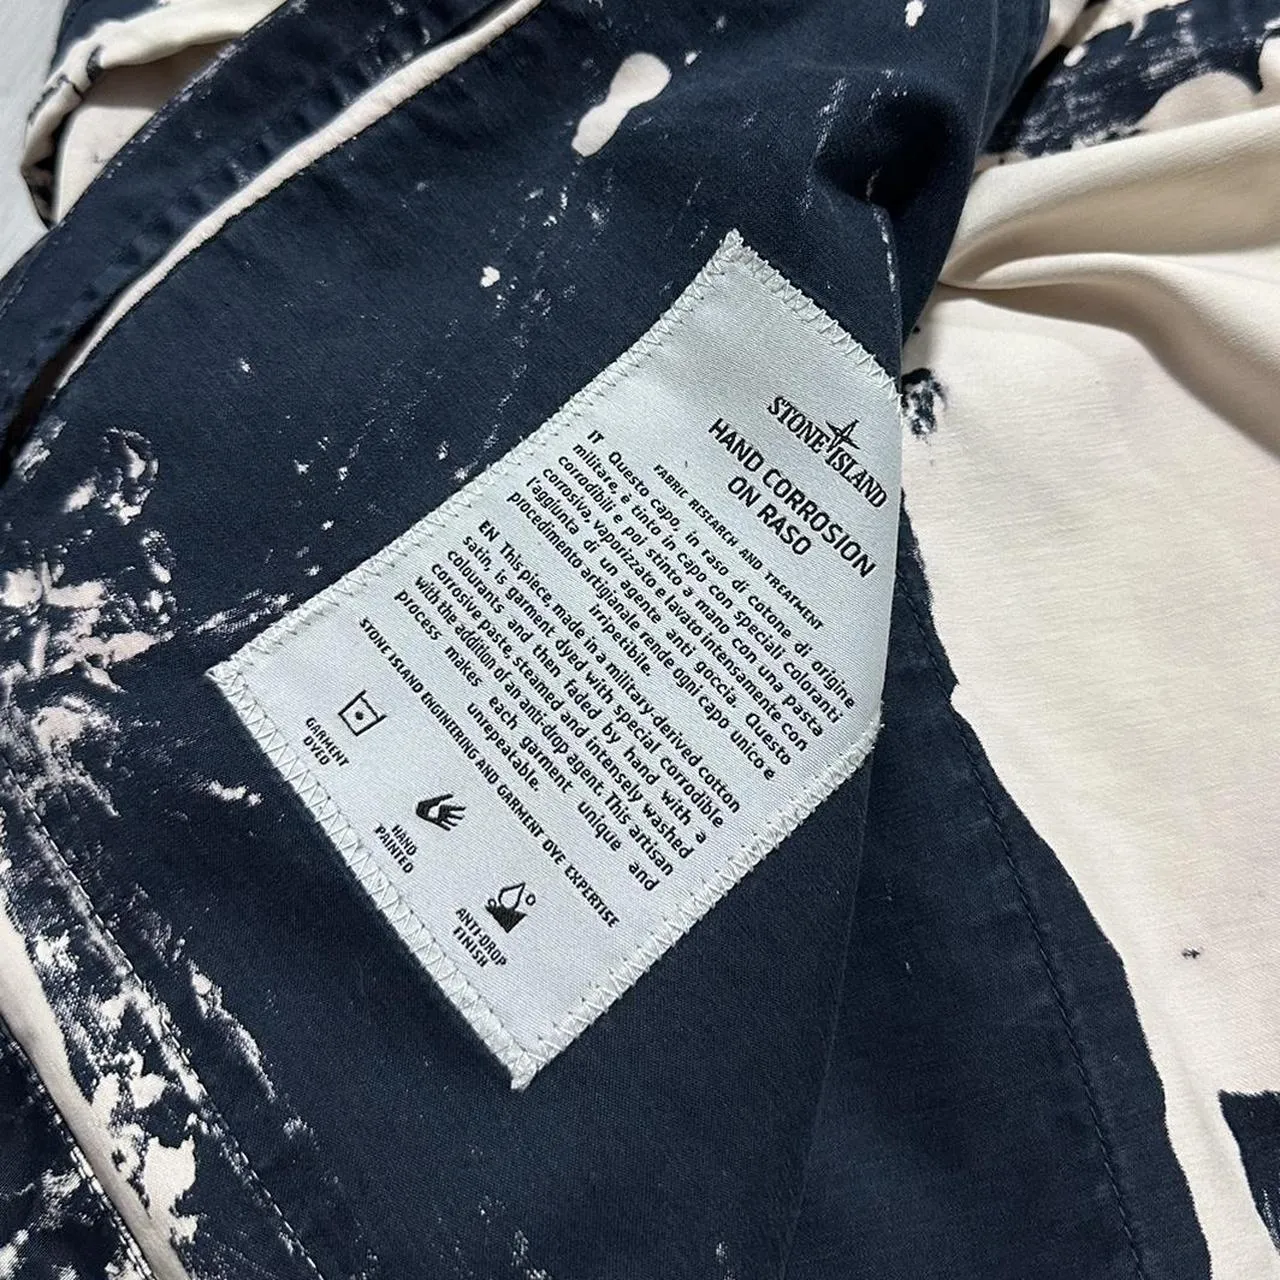 STONE ISLAND
HAND CORROSION
ON RASO
FABRIC RESEARCH AND TREATMENT
IT Questo capo, in raso di cotone di origine
militare, è tinto in capo con speciali coloranti
corrodibili e poi stinto a mano con una pasta
corrosiva, vaporizzato e lavato intensamente con
l'aggiunta di un agente anti goccia. Questo
procedimento artigianale rende ogni capo unico e
irripetibile.
EN This piece, made in a military-derived cotton
satin, is garment dyed with special corrodible
colourants and then faded by hand with a
corrosive paste, steamed and intensely washed
with the addition of an anti-drop agent. This artisan
process makes each garment unique and
unrepeatable.
STONE ISLAND ENGINEERING AND GARMENT DYE EXPERTISE
GARMENT
DYED
HAND
PAINTED
ANTI-DROP
FINISH